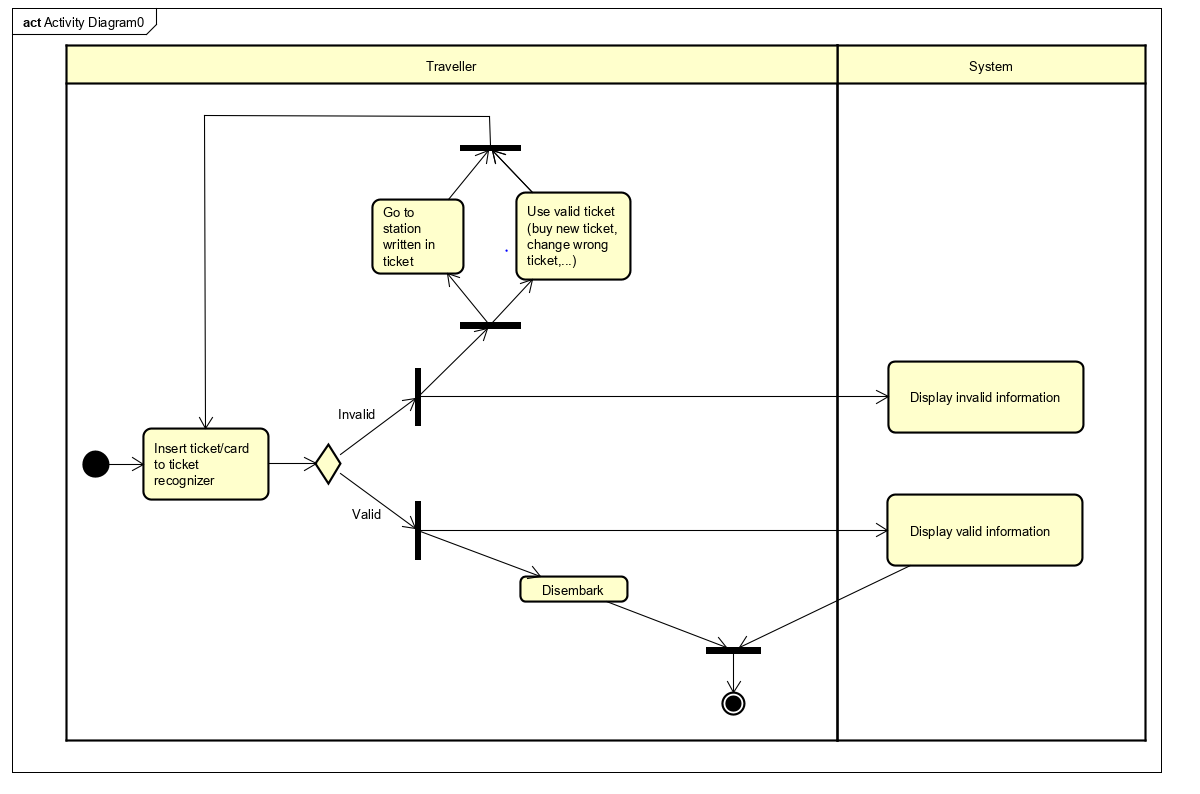 act Activity Diagram0
Traveller
System
Go to
station
written in
ticket
Use valid ticket
(buy new ticket,
change wrong
ticket,...)
Invalid
Display invalid information
Insert ticket/card
to ticket
recognizer
Valid
Display valid information
Disembark